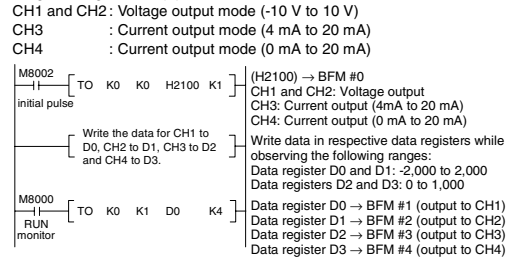 CH1 and CH2: Voltage output mode (-10 V to 10 V)
CH3 : Current output mode (4 mA to 20 mA)
CH4 : Current output mode (0 mA to 20 mA)
M8002
initial pulse
TO K0 K0 H2100 K1
(H2100) → BFM #0
CH1 and CH2: Voltage output
CH3: Current output (4mA to 20 mA)
CH4: Current output (0 mA to 20 mA)
Write the data for CH1 to
D0, CH2 to D1, CH3 to D2
and CH4 to D3.
Write data in respective data registers while
observing the following ranges:
Data register D0 and D1: -2,000 to 2,000
Data registers D2 and D3: 0 to 1,000
M8000
RUN
monitor
TO K0 K1 D0 K4
Data register D0 → BFM #1 (output to CH1)
Data register D1 → BFM #2 (output to CH2)
Data register D2 → BFM #3 (output to CH3)
Data register D3 → BFM #4 (output to CH4)